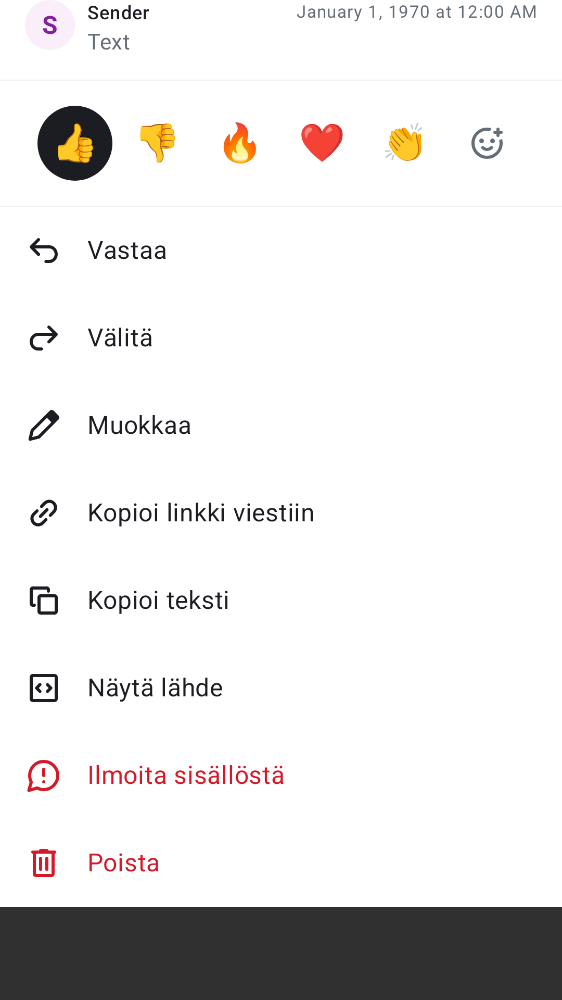 S
Sender
January 1, 1970 at 12:00 AM
Text
Vastaa
Välitä
Muokkaa
Kopioi linkki viestiin
Kopioi teksti
Näytä lähde
Ilmoita sisällöstä
Poista